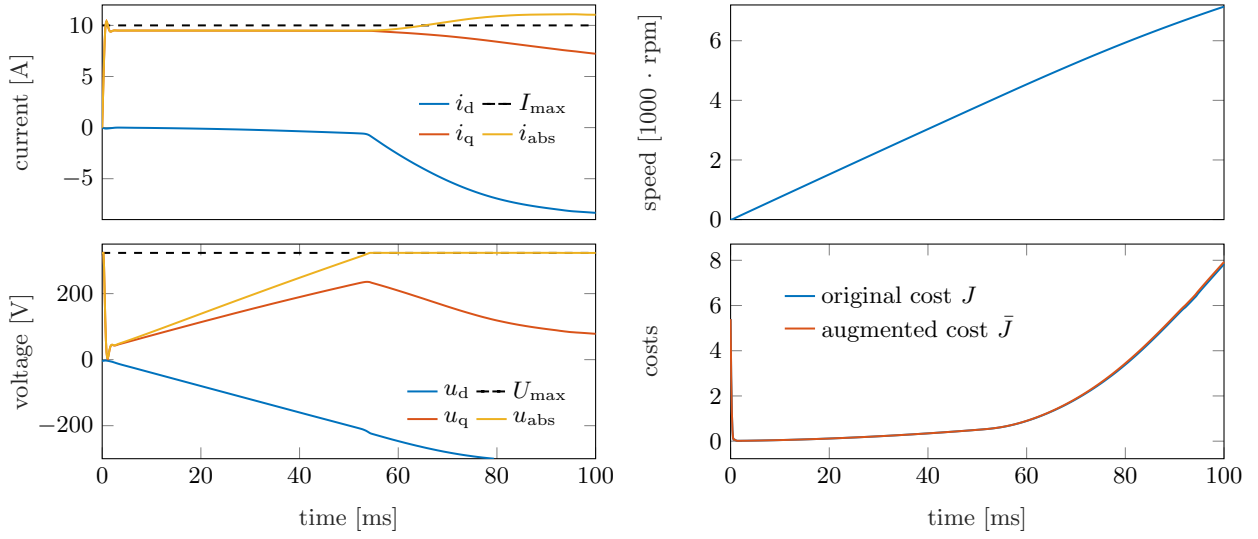 10
5
0
−5
current [A]
i_d I_max
i_q i_abs
6
4
2
0
speed [1000 · rpm]
200
0
−200
voltage [V]
u_d U_max
u_q u_abs
0 20 40 60 80 100
time [ms]
8
6
4
2
0
costs
original cost J
augmented cost J̄
0 20 40 60 80 100
time [ms]